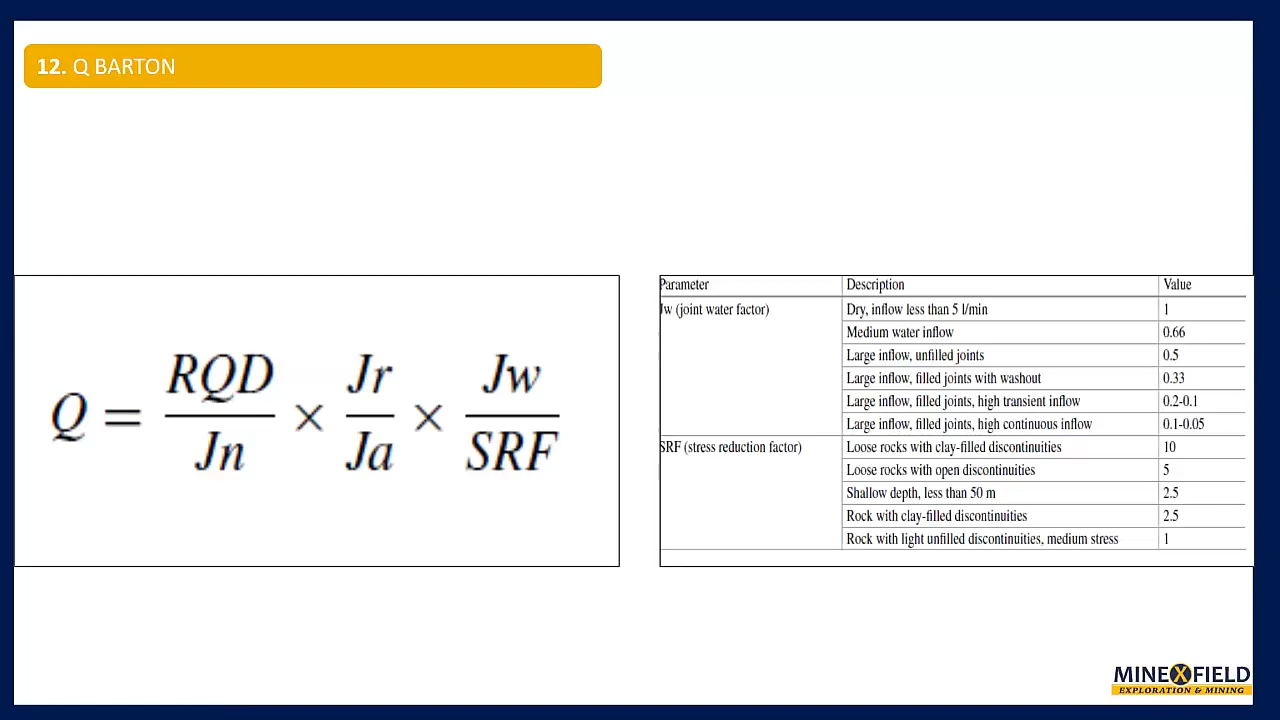 12. Q BARTON
Q = RQD/Jn × Jr/Ja × Jw/SRF
Parameter Description Value
Jw (joint water factor) Dry, inflow less than 5 l/min 1
Medium water inflow 0.66
Large inflow, unfilled joints 0.5
Large inflow, filled joints with washout 0.33
Large inflow, filled joints, high transient inflow 0.2-0.1
Large inflow, filled joints, high continuous inflow 0.1-0.05
SRF (stress reduction factor) Loose rocks with clay-filled discontinuities 10
Loose rocks with open discontinuities 5
Shallow depth, less than 50 m 2.5
Rock with clay-filled discontinuities 2.5
Rock with light unfilled discontinuities, medium stress 1
MINEXFIELD
EXPLORATION & MINING